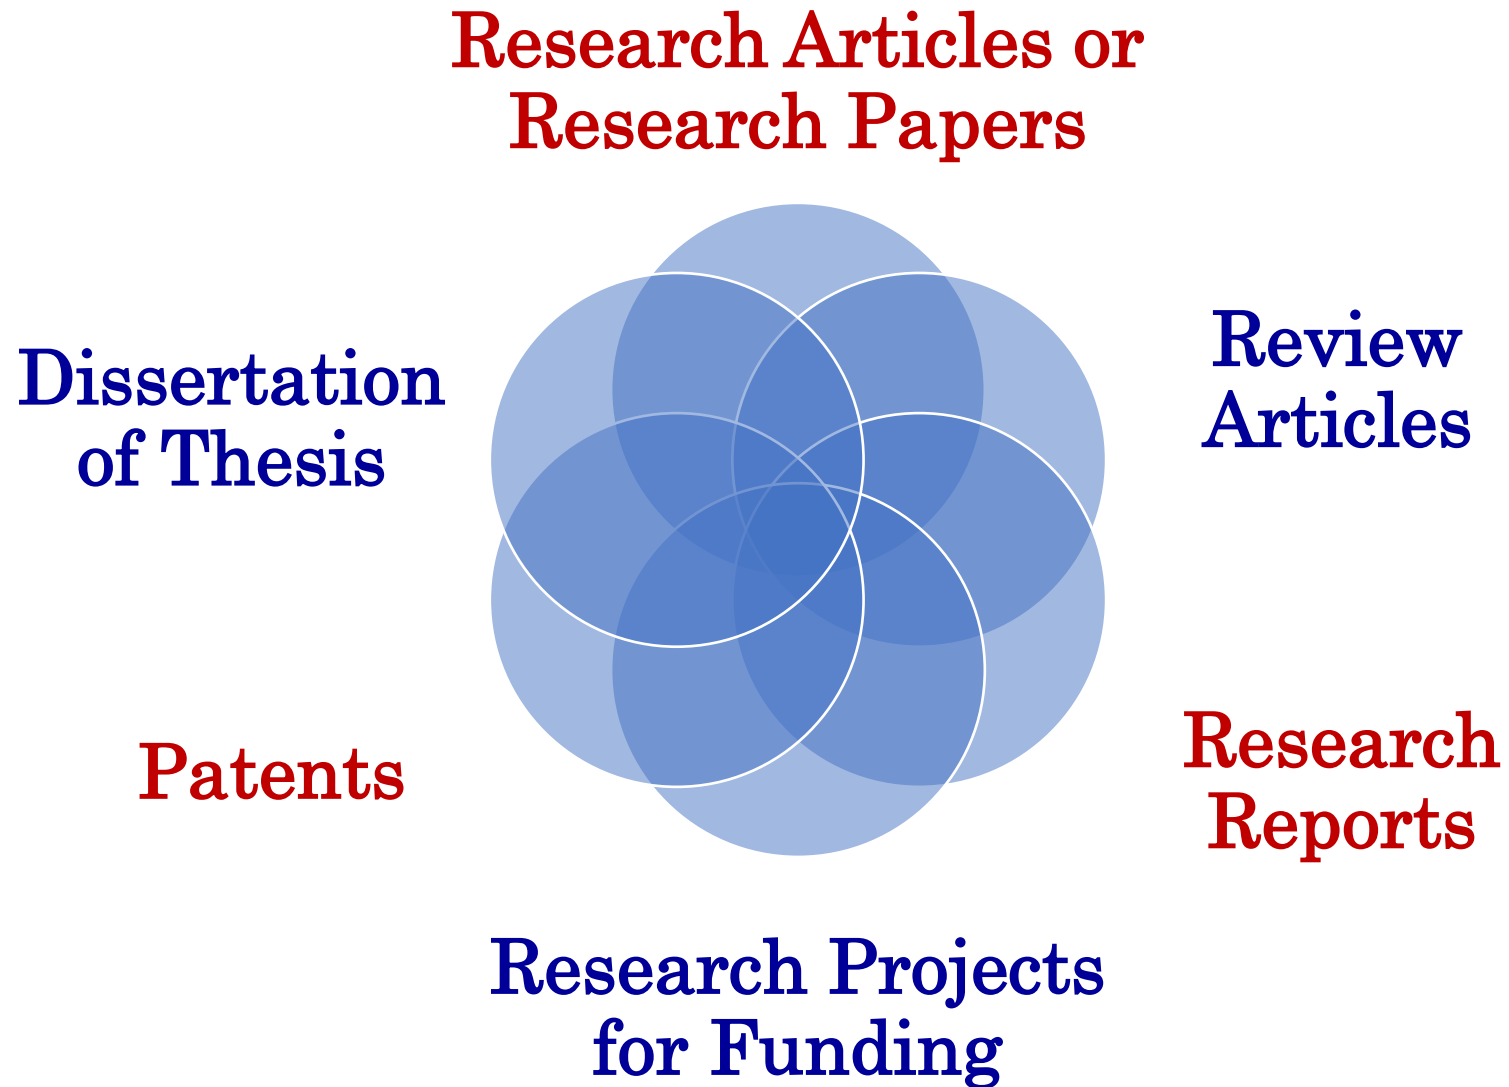 Research Articles or
Research Papers
Review
Articles
Research
Reports
Research Projects
for Funding
Patents
Dissertation
of Thesis